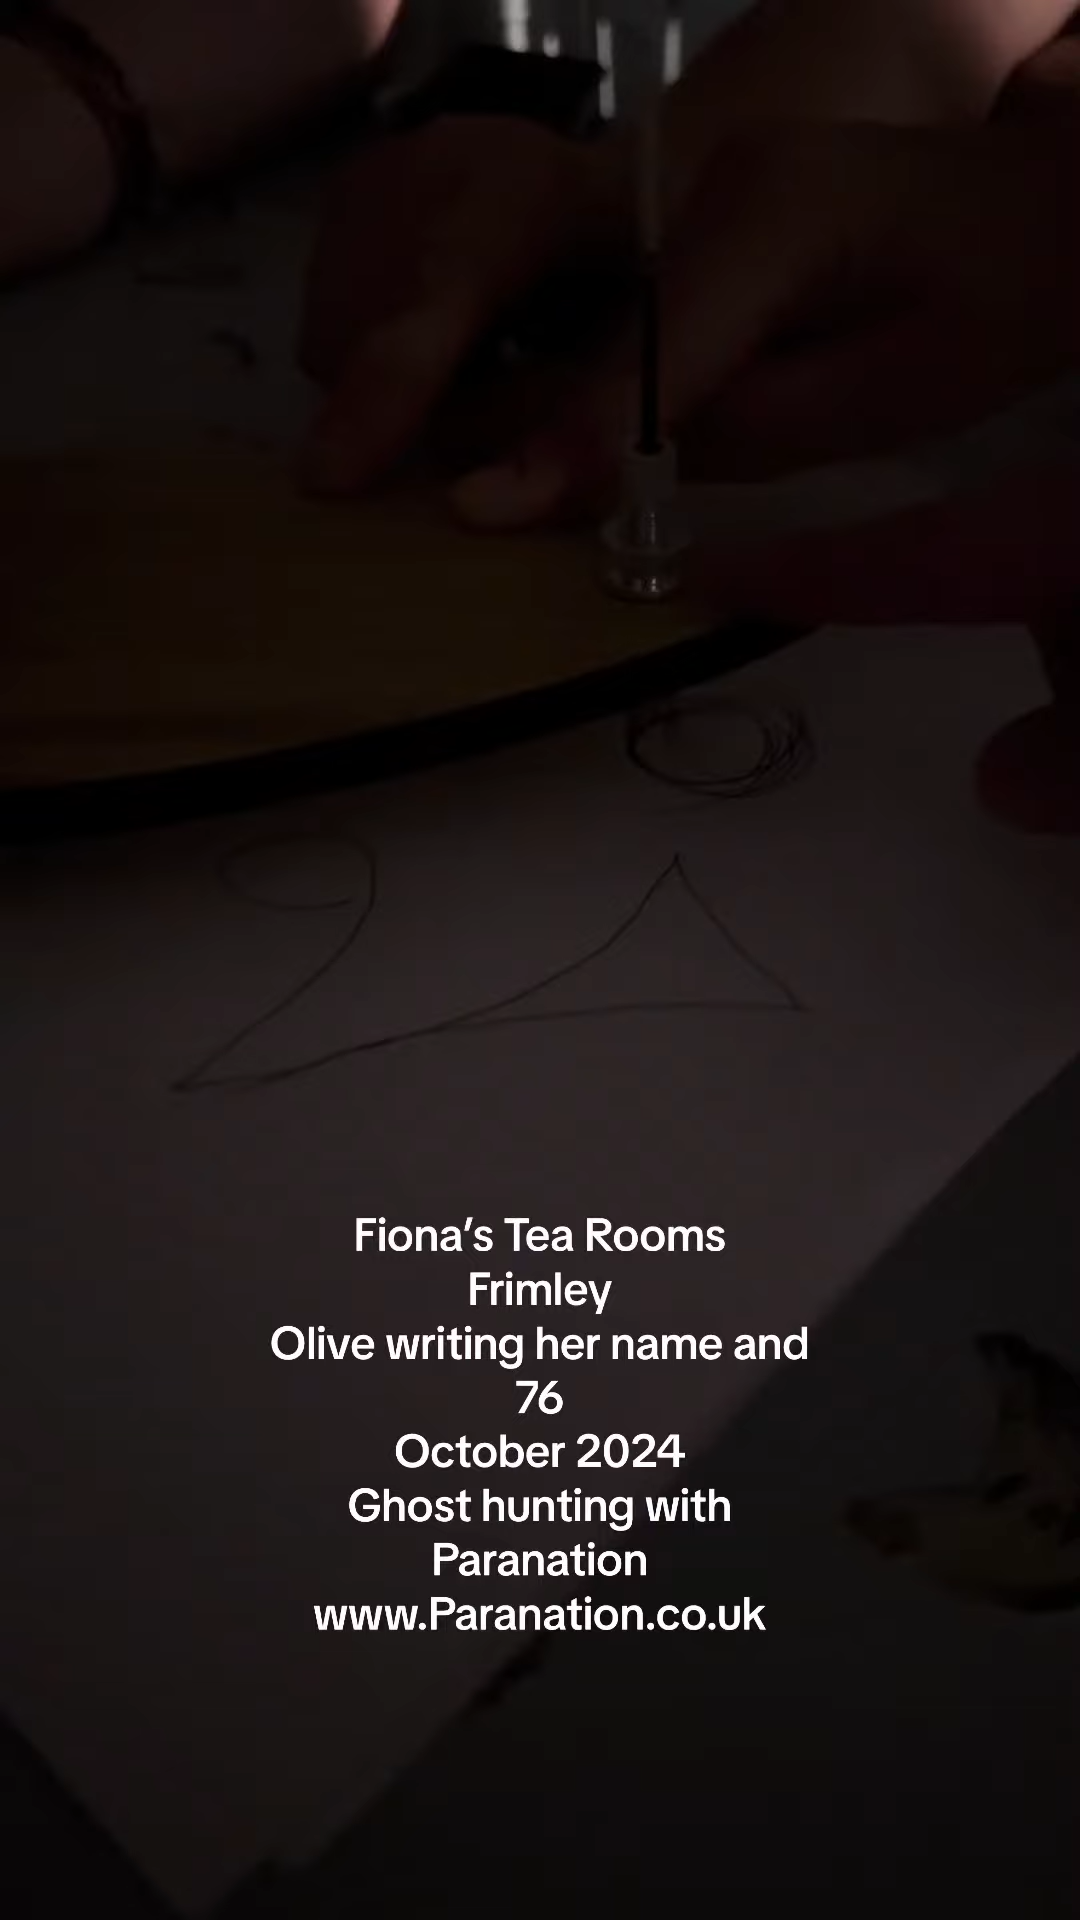 Fiona's Tea Rooms
Frimley
Olive writing her name and
76
October 2024
Ghost hunting with
Paranation
www.Paranation.co.uk